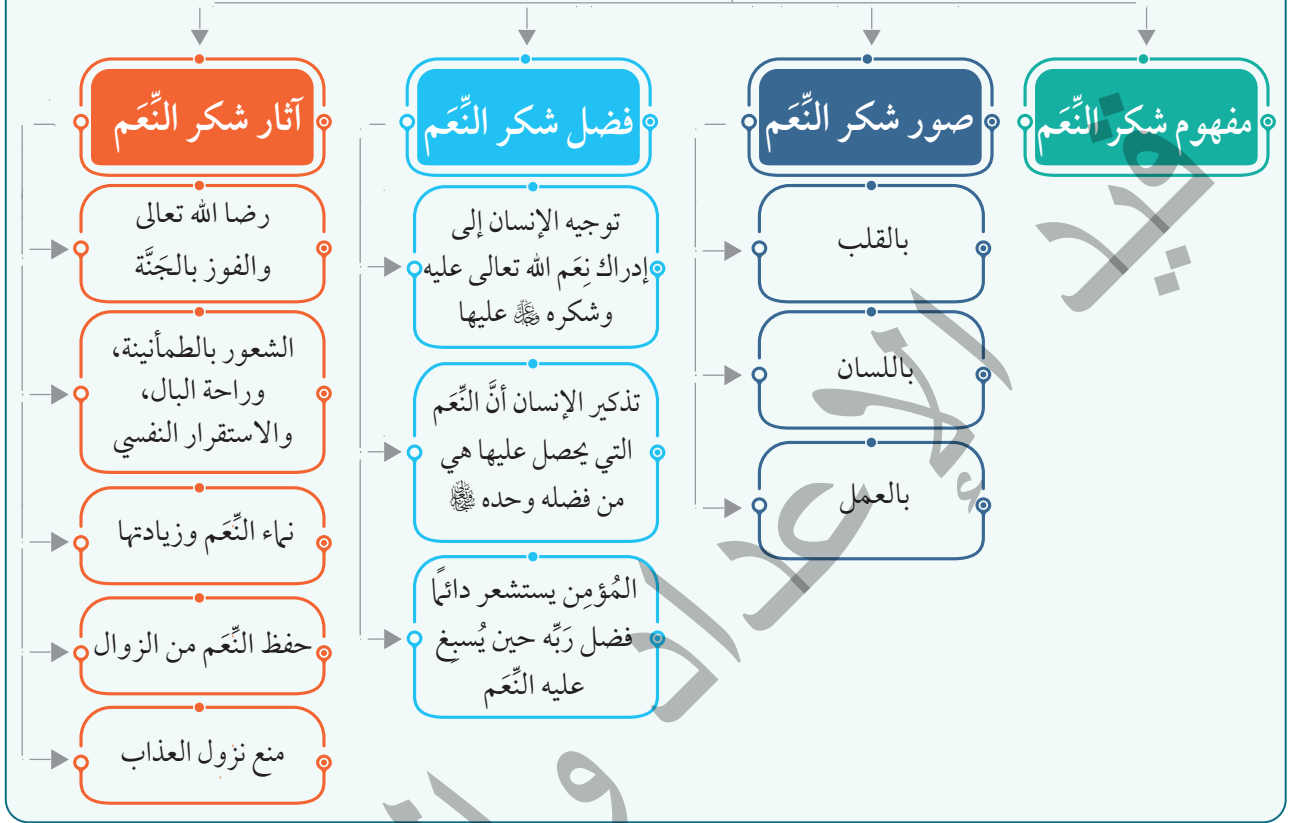 مفهوم شكر النِّعَم
صور شكر النِّعَم
بالقلب
باللسان
بالعمل
فضل شكر النِّعَم
توجيه الإنسان إلى
إدراك نِعَم الله تعالى عليه
وشكره ﷻ عليها
تذكير الإنسان أنَّ النِّعَم
التي يحصل عليها هي
من فضله وحده ﷾
المُؤمِن يستشعر دائمًا
فضل رَبِّه حين يُسبِغ
عليه النِّعَم
آثار شكر النِّعَم
رضا الله تعالى
والفوز بالجَنَّة
الشعور بالطمأنينة،
وراحة البال،
والاستقرار النفسي
نماء النِّعَم وزيادتها
حفظ النِّعَم من الزوال
منع نزول العذاب
قيد الإعداد